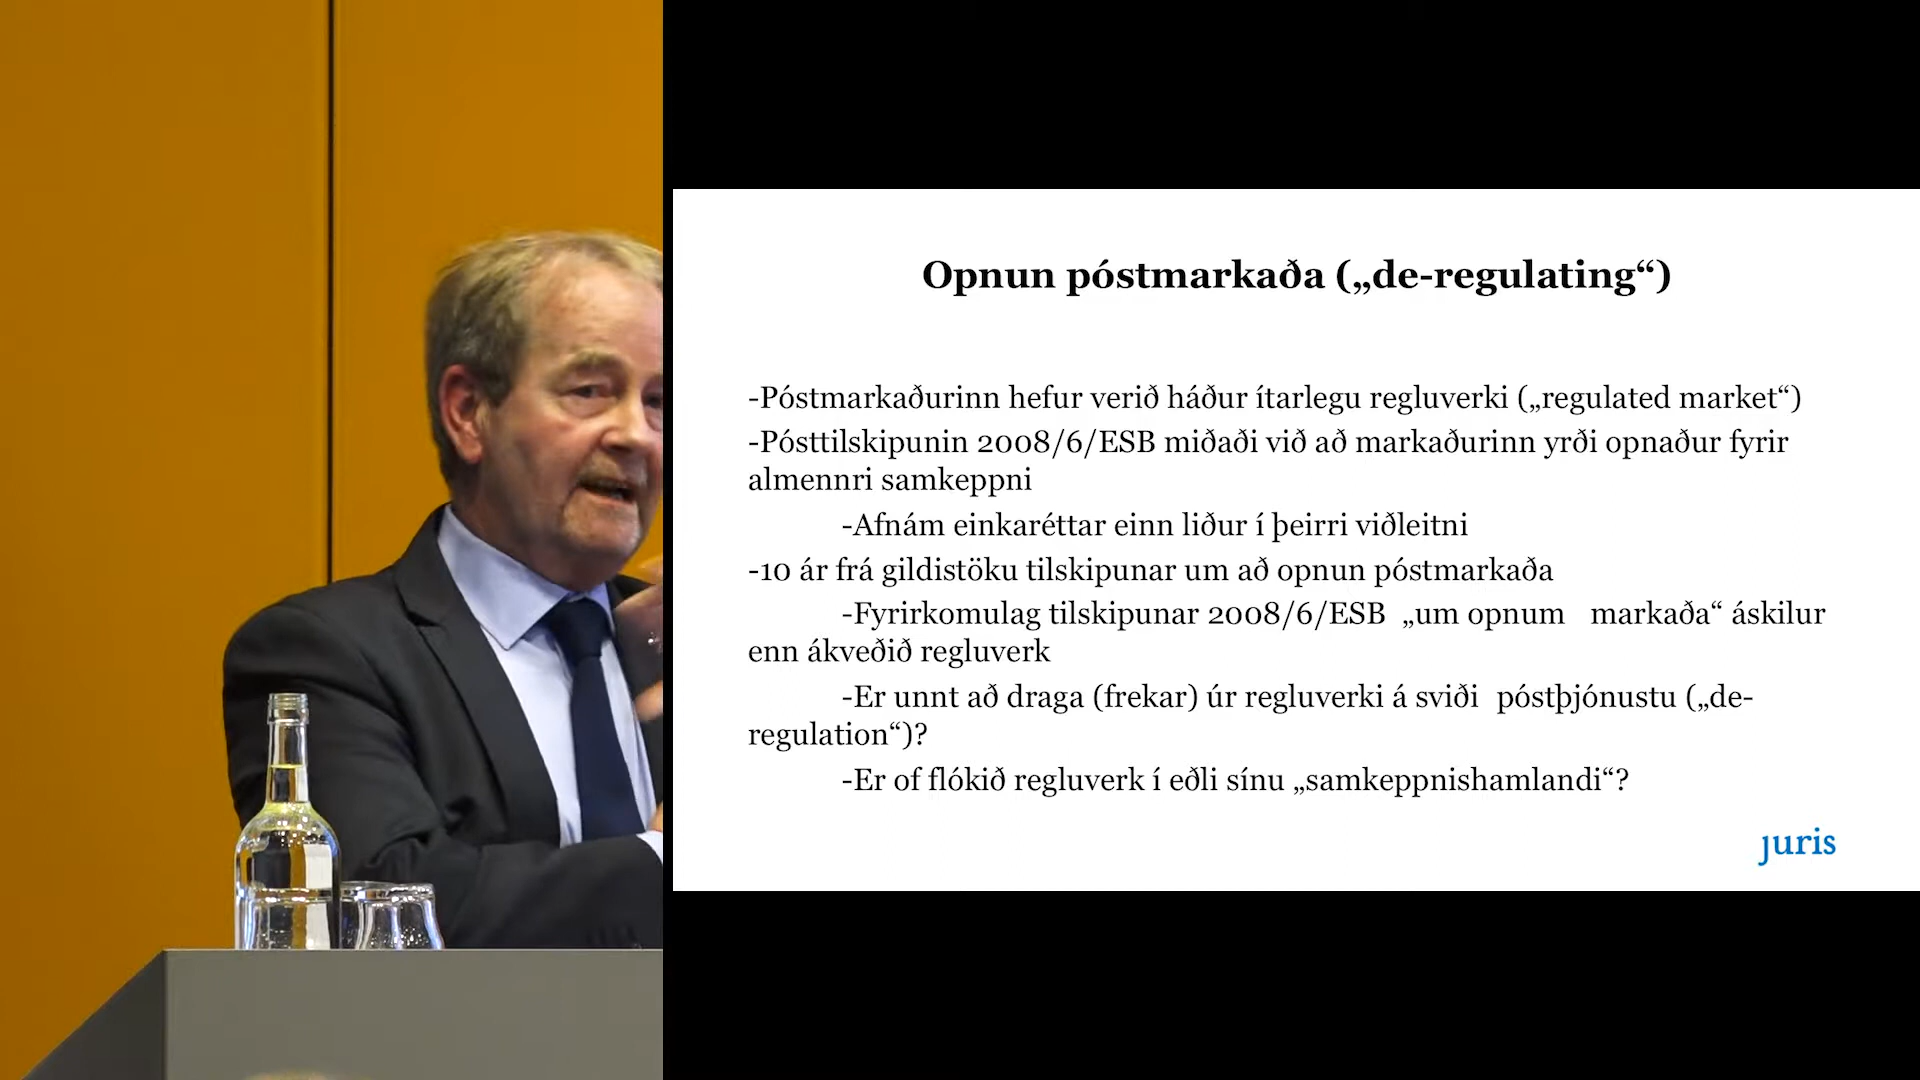 Opnun póstmarkaða („de-regulating“)
-Póstmarkaðurinn hefur verið háður ítarlegu regluverki („regulated market“)
-Pósttilskipunin 2008/6/ESB miðaði við að markaðurinn yrði opnaður fyrir
almennri samkeppni
-Afnám einkaréttar einn liður í þeirri viðleitni
-10 ár frá gildistöku tilskipunar um að opnun póstmarkaða
-Fyrirkomulag tilskipunar 2008/6/ESB „um opnum markaða“ áskilur
enn ákveðið regluverk
-Er unnt að draga (frekar) úr regluverki á sviði póstþjónustu („de-
regulation“)?
-Er of flókið regluverk í eðli sínu „samkeppnishamlandi“?
juris